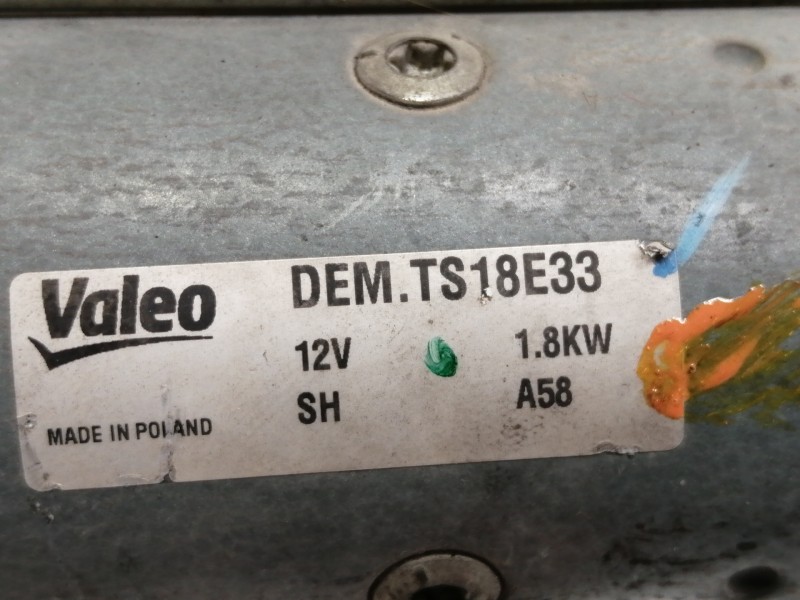 Valeo
DEM.TS18E33
12V 1.8KW
SH A58
MADE IN POLAND